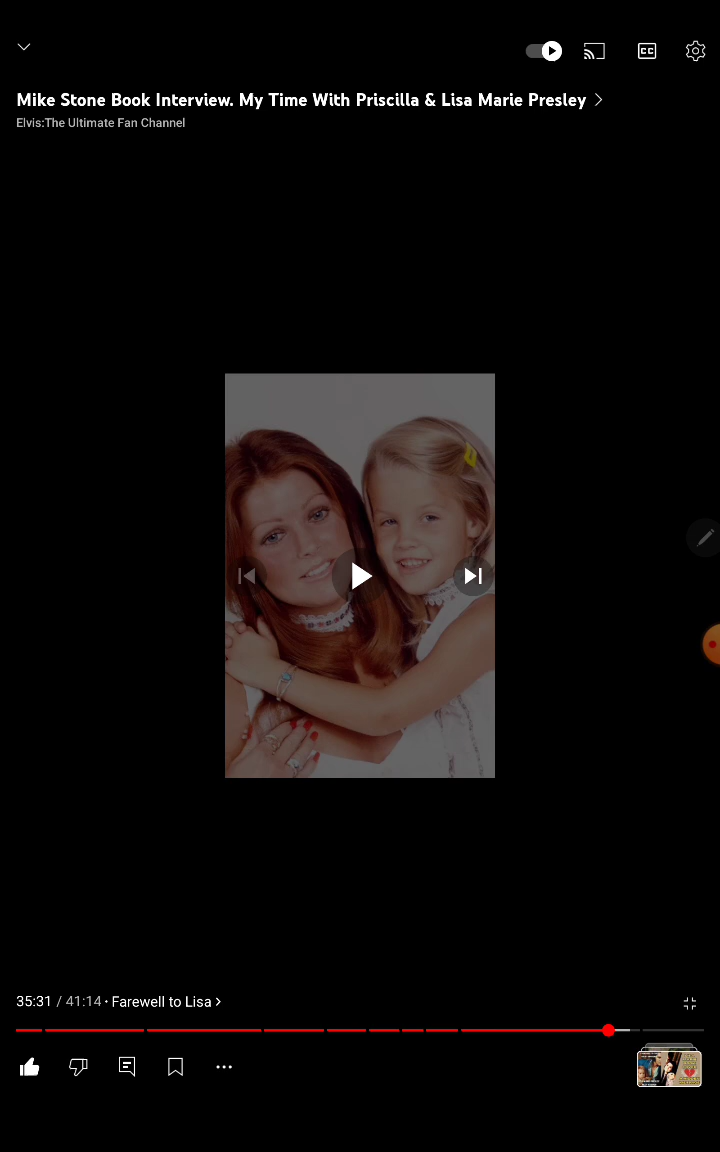 CC
Mike Stone Book Interview. My Time With Priscilla & Lisa Marie Presley
Elvis:The Ultimate Fan Channel
35:31 / 41:14 · Farewell to Lisa